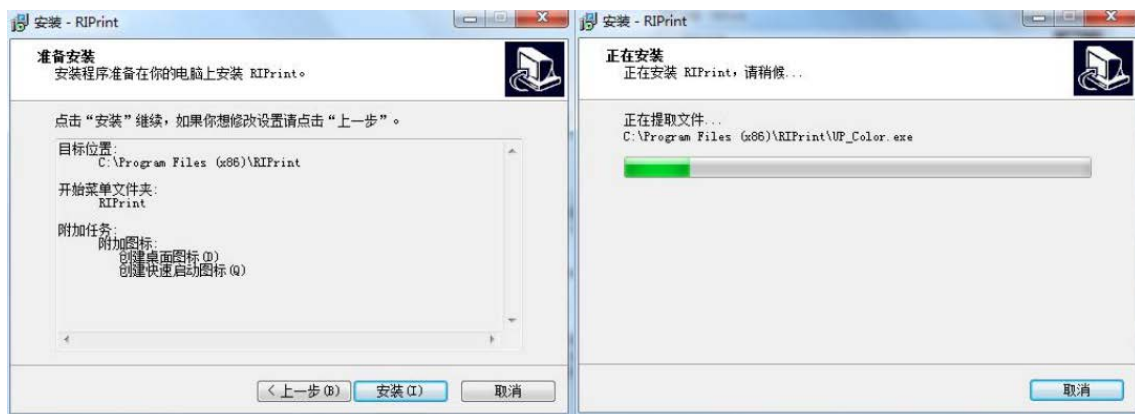 安装 - RIPrint
准备安装
安装程序准备在你的电脑上安装 RIPrint。
点击“安装”继续，如果你想修改设置请点击“上一步”。
目标位置:
C:\Program Files (x86)\RIPrint
开始菜单文件夹:
RIPrint
附加任务:
附加图标:
创建桌面图标(D)
创建快速启动图标(Q)
< 上一步(B)
安装(I)
取消
安装 - RIPrint
正在安装
正在安装 RIPrint，请稍候...
正在提取文件...
C:\Program Files (x86)\RIPrint\UP_Color.exe
取消